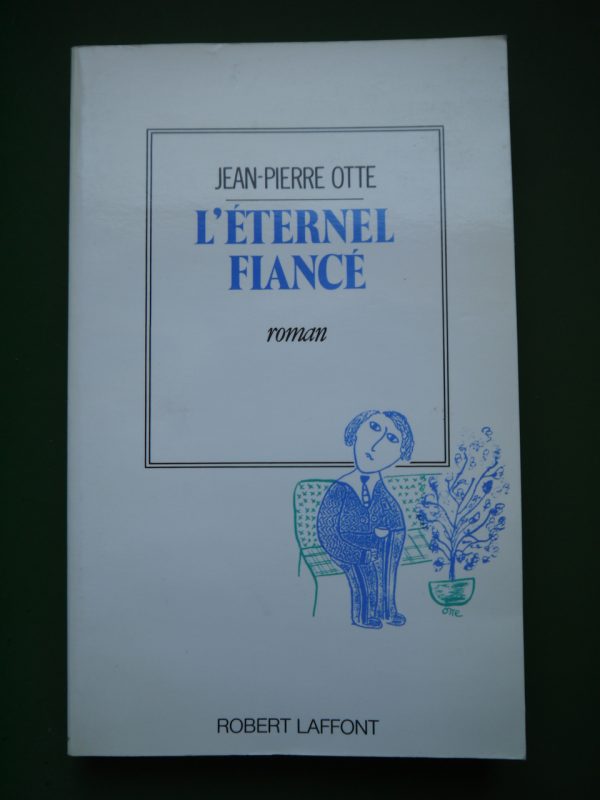 JEAN-PIERRE OTTE
L'ÉTERNEL
FIANCÉ
roman
otte
ROBERT LAFFONT